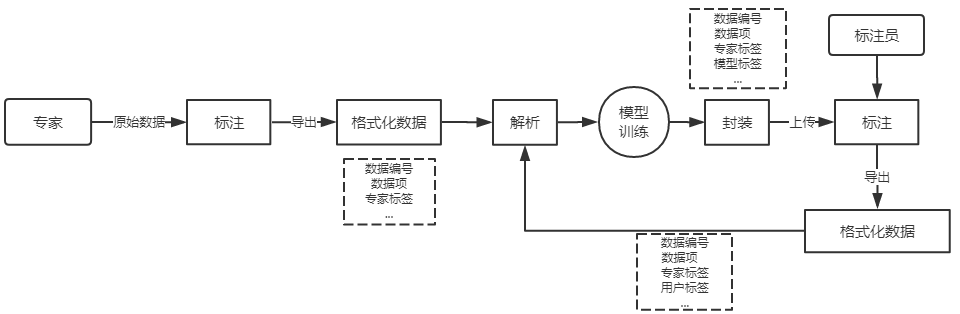 数据编号
数据项
专家标签
模型标签
...
标注员
专家
原始数据
标注
导出
格式化数据
解析
模型
训练
封装
上传
标注
数据编号
数据项
专家标签
...
导出
格式化数据
数据编号
数据项
专家标签
用户标签
...